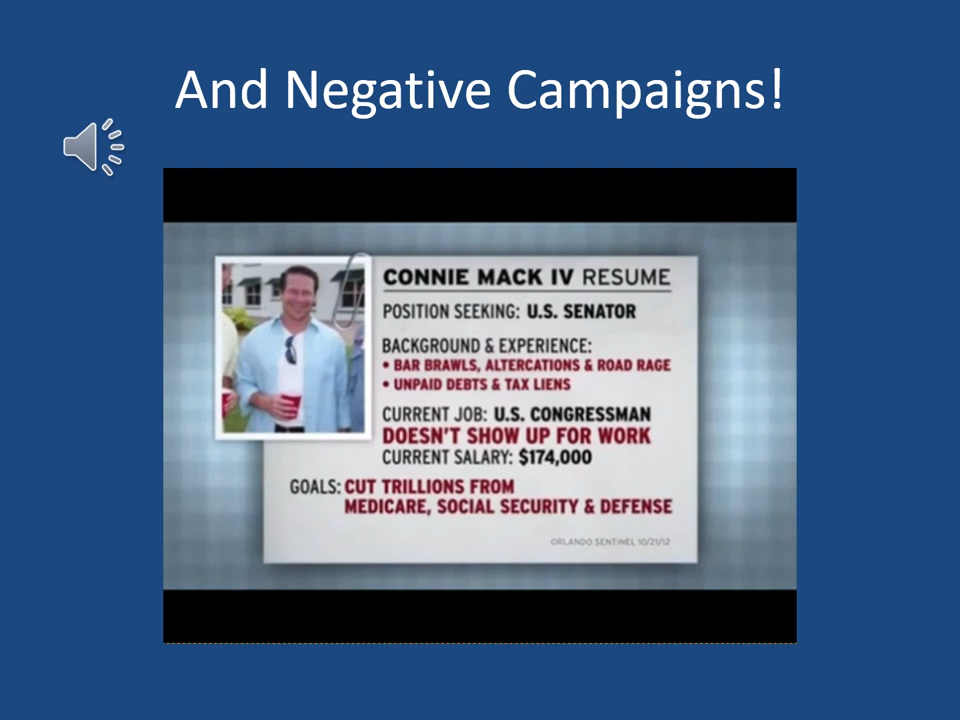 And Negative Campaigns!
CONNIE MACK IV RESUME
POSITION SEEKING: U.S. SENATOR
BACKGROUND & EXPERIENCE:
• BAR BRAWLS, ALTERCATIONS & ROAD RAGE
• UNPAID DEBTS & TAX LIENS
CURRENT JOB: U.S. CONGRESSMAN
DOESN'T SHOW UP FOR WORK
CURRENT SALARY: $174,000
GOALS: CUT TRILLIONS FROM
MEDICARE, SOCIAL SECURITY & DEFENSE
ORLANDO SENTINEL 10/21/12